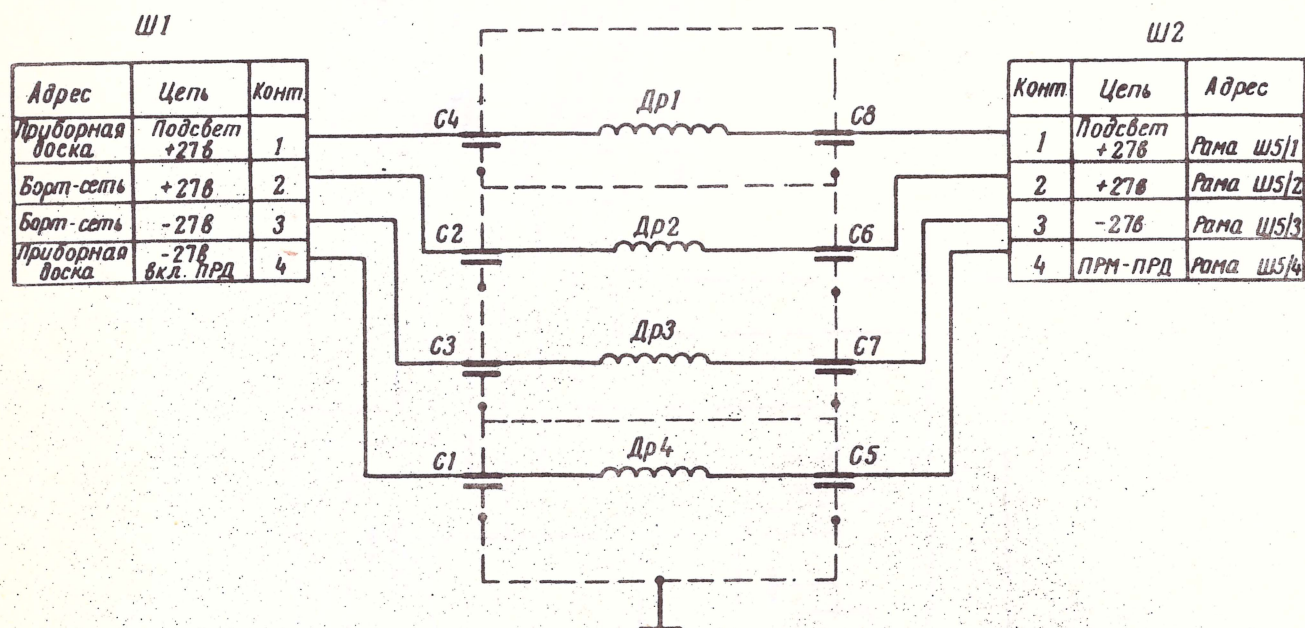 Ш1
Адрес Цепь Конт.
Приборная доска Подсвет +27в 1
Борт-сеть +27в 2
Борт-сеть -27в 3
Приборная доска -27в вкл. ПРД 4
С4 Др1 С8
С2 Др2 С6
С3 Др3 С7
С1 Др4 С5
Ш2
Конт. Цепь Адрес
1 Подсвет +27в Рама Ш5/1
2 +27в Рама Ш5/2
3 -27в Рама Ш5/3
4 ПРМ-ПРД Рама Ш5/4